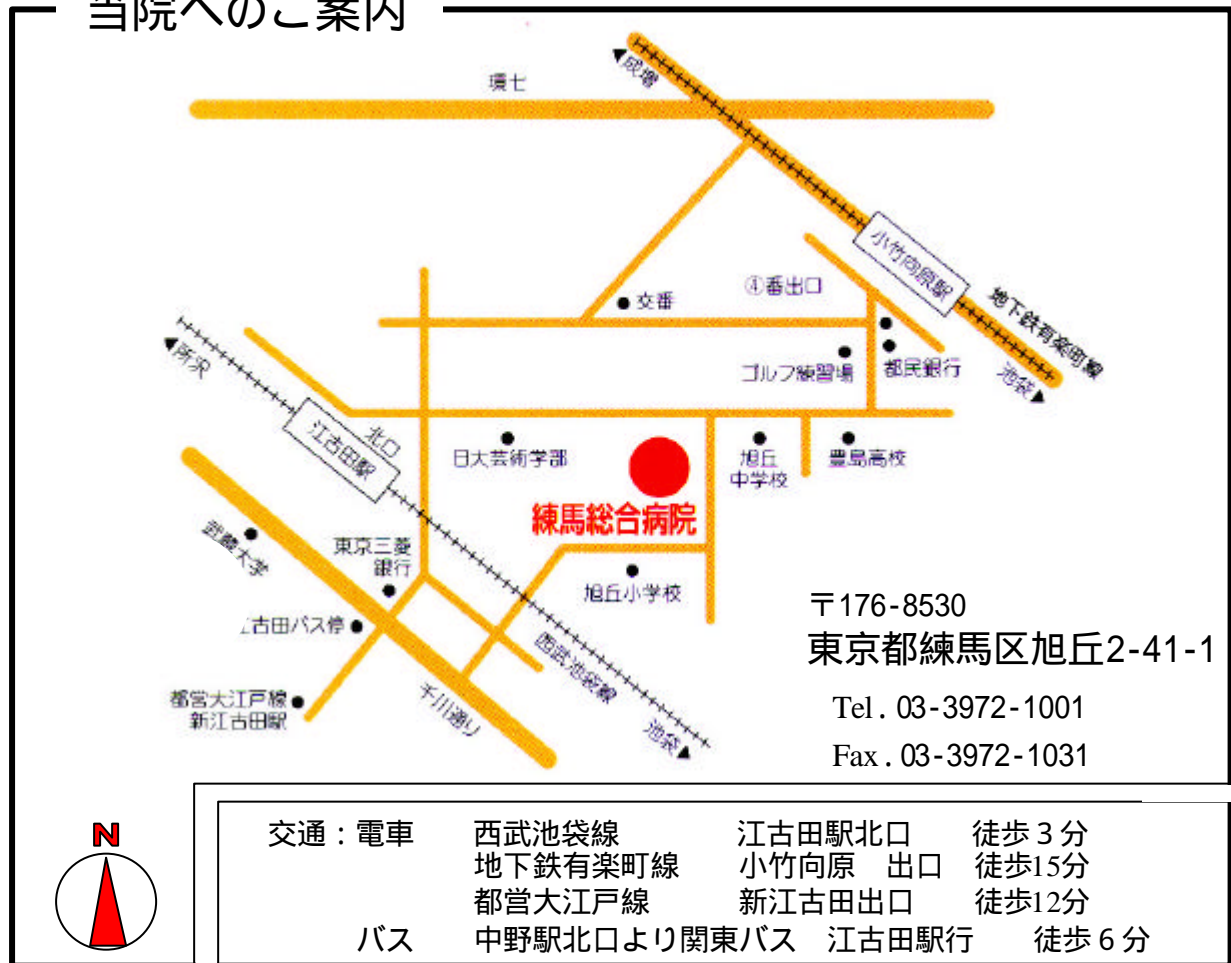 当院へのご案内
▲成増
環七
小竹向原駅
④番出口
地下鉄有楽町線
●交番
ゴルフ練習場
都民銀行
池袋▲
▲所沢
江古田駅
北口
日大芸術学部
旭丘
中学校
豊島高校
練馬総合病院
武蔵大学
東京三菱
銀行
旭丘小学校
江古田バス停●
西武池袋線
都営大江戸線●
新江古田駅
千川通り
池袋▲
〒176-8530
東京都練馬区旭丘2-41-1
Tel. 03-3972-1001
Fax. 03-3972-1031
N
交通：電車 西武池袋線 江古田駅北口 徒歩３分
地下鉄有楽町線 小竹向原 出口 徒歩15分
都営大江戸線 新江古田出口 徒歩12分
バス 中野駅北口より関東バス 江古田駅行 徒歩６分